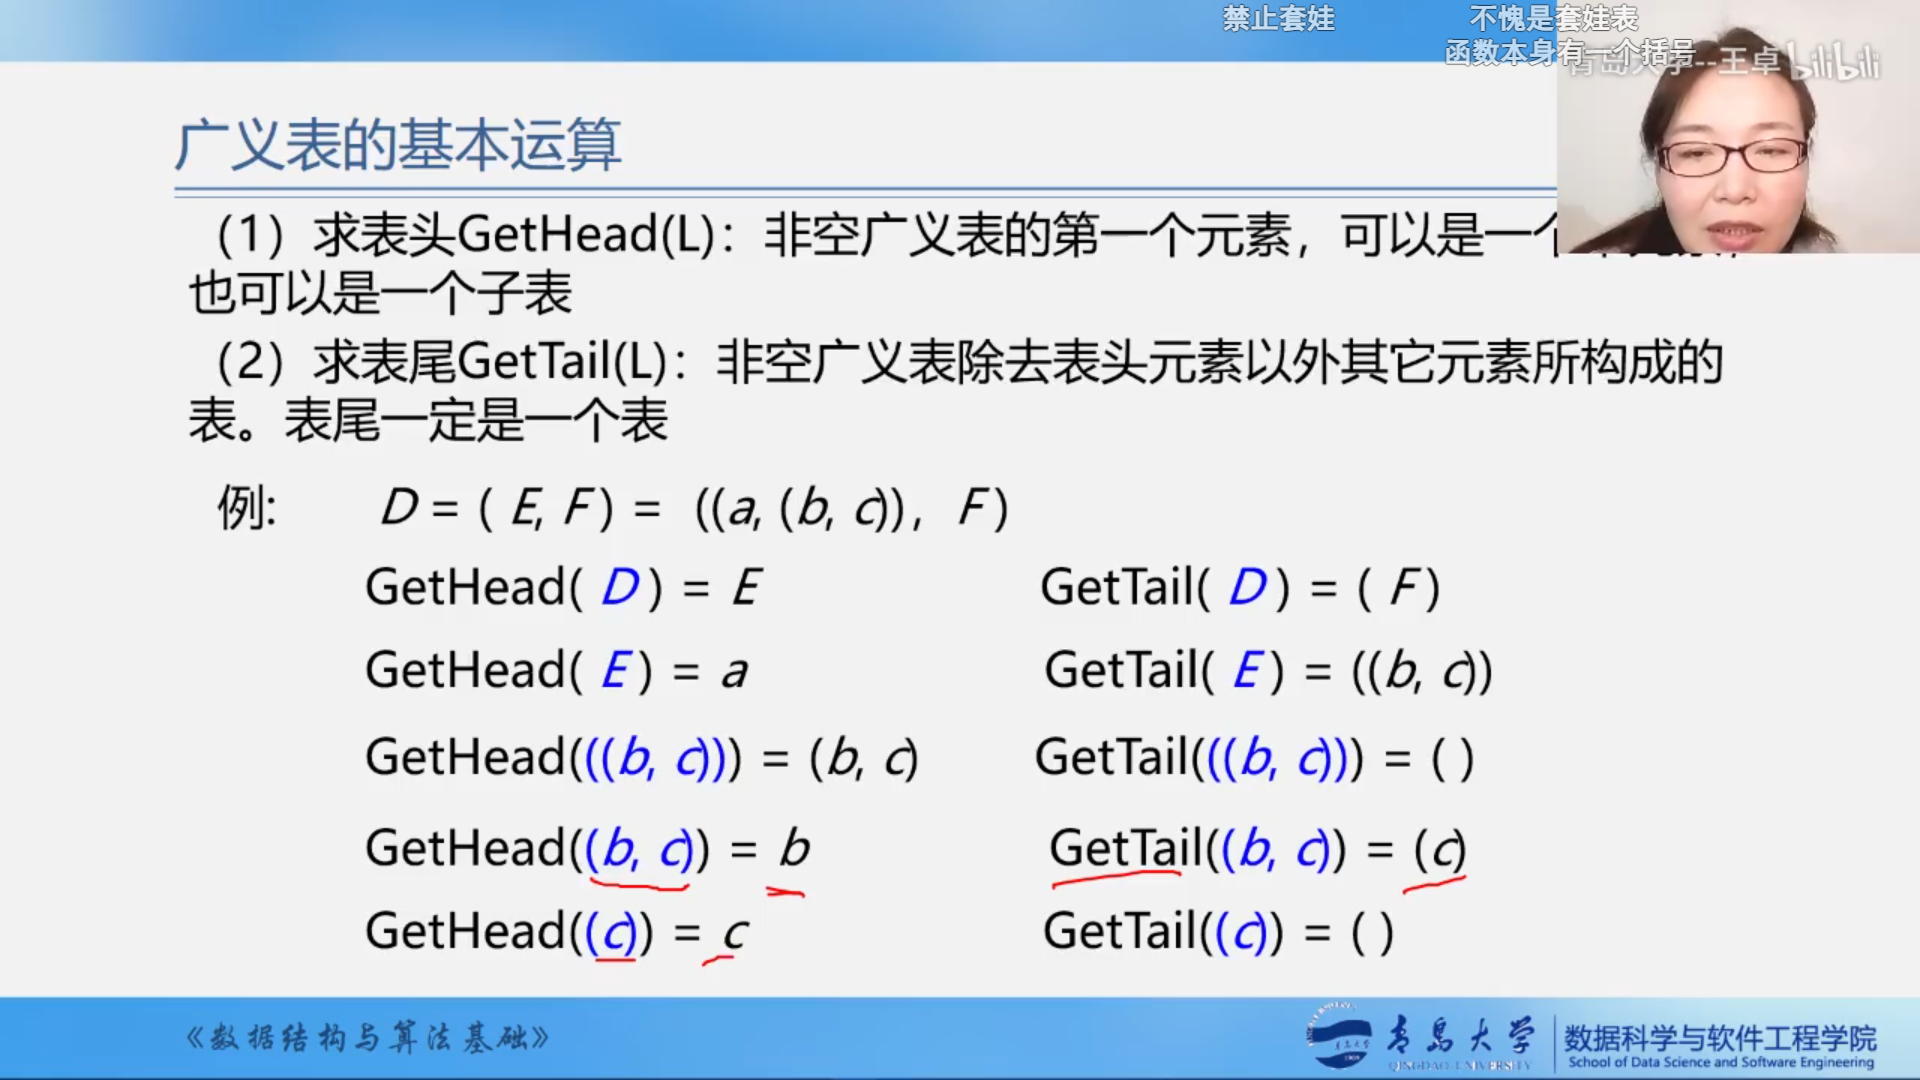 禁止套娃
不愧是套娃表
函数本身有一个括号
青岛大学--王卓 bilibili
广义表的基本运算
（1）求表头GetHead(L)：非空广义表的第一个元素，可以是一个
也可以是一个子表
（2）求表尾GetTail(L)：非空广义表除去表头元素以外其它元素所构成的
表。表尾一定是一个表
例: D = ( E, F ) = ((a, (b, c)), F )
GetHead( D ) = E GetTail( D ) = ( F )
GetHead( E ) = a GetTail( E ) = ((b, c))
GetHead(((b, c))) = (b, c) GetTail(((b, c))) = ( )
GetHead((b, c)) = b GetTail((b, c)) = (c)
GetHead((c)) = c GetTail((c)) = ( )
《数据结构与算法基础》
青岛大学
QINGDAO UNIVERSITY
数据科学与软件工程学院
School of Data Science and Software Engineering